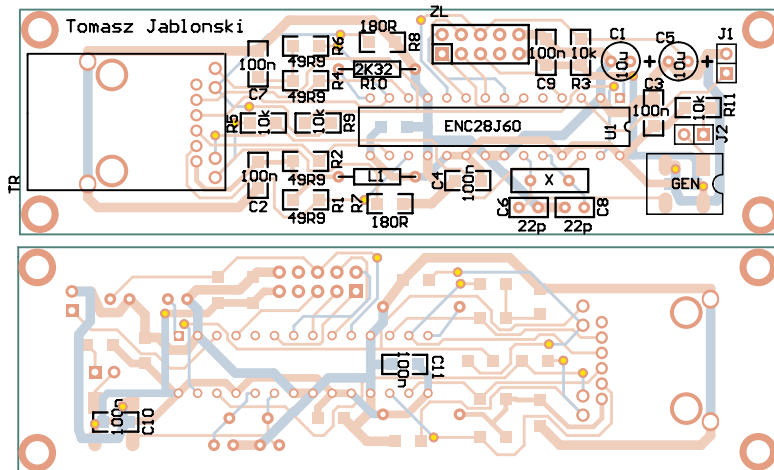 Tomasz Jablonski
R6
180R
R8
ZL
C1
C5
J1
100n
49R9
R4
2K32
R10
100n
10k
10u
10u
C7
C9
R3
C3
R5
10k
10k
R9
ENC28J60
U1
100n
10k
R11
J2
TR
100n
R2
49R9
L1
C4
100n
X
GEN
C2
49R9
R1
R7
180R
C6
22p
22p
C8
100n
C11
100n
C10